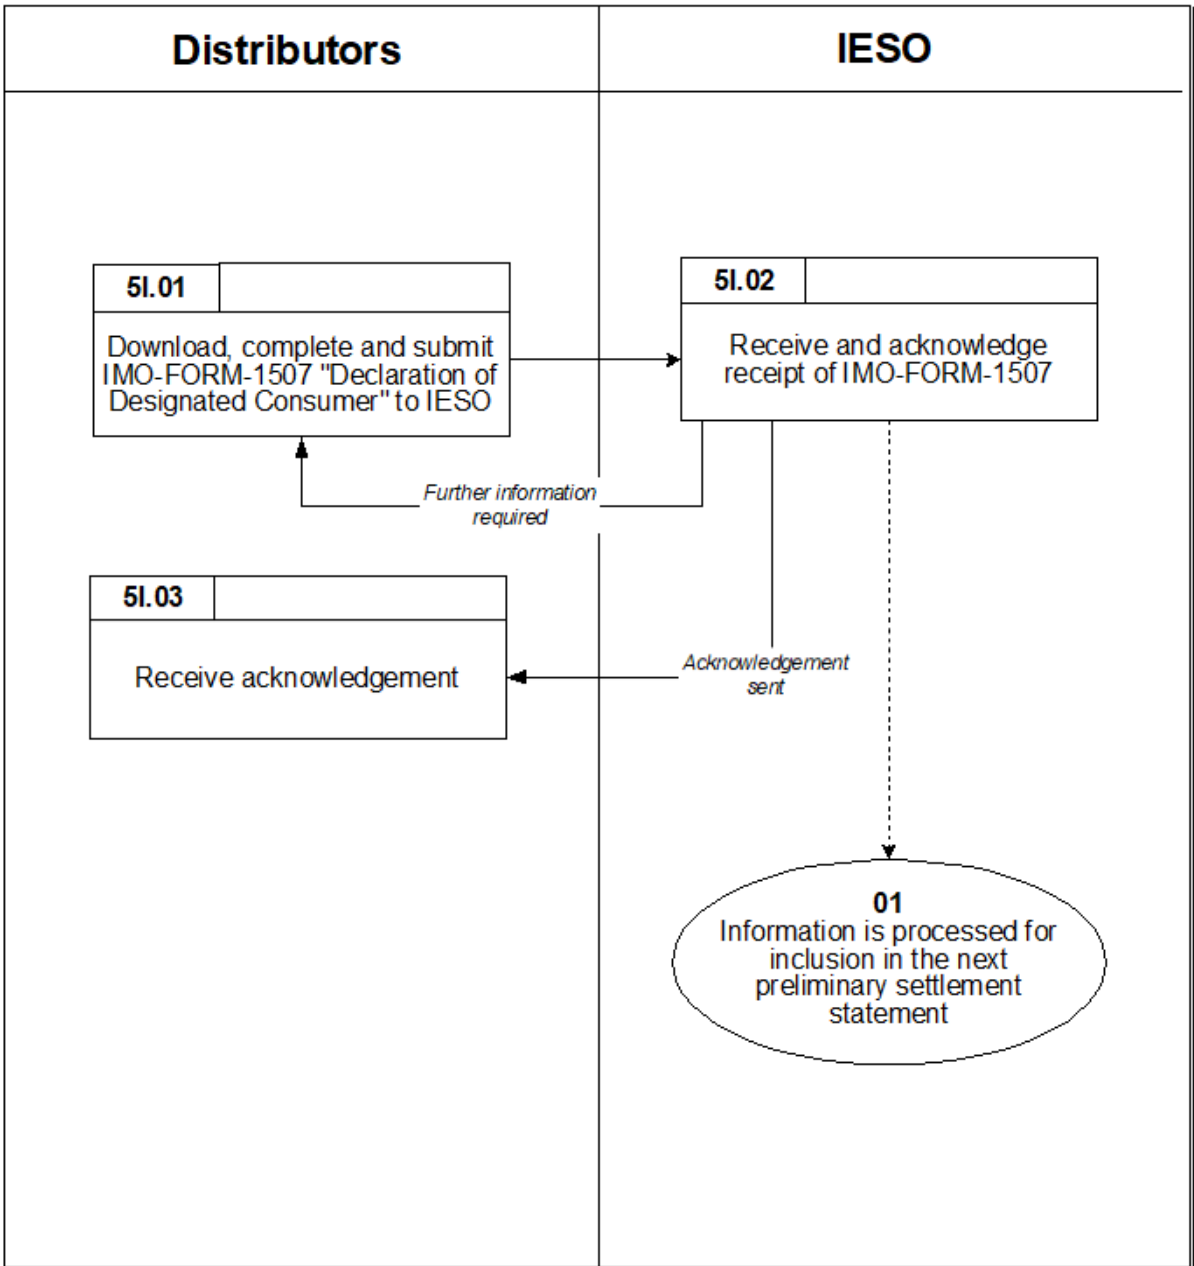 Distributors
IESO
5I.01
Download, complete and submit
IMO-FORM-1507 "Declaration of
Designated Consumer" to IESO
5I.02
Receive and acknowledge
receipt of IMO-FORM-1507
Further information
required
5I.03
Receive acknowledgement
Acknowledgement
sent
01
Information is processed for
inclusion in the next
preliminary settlement
statement